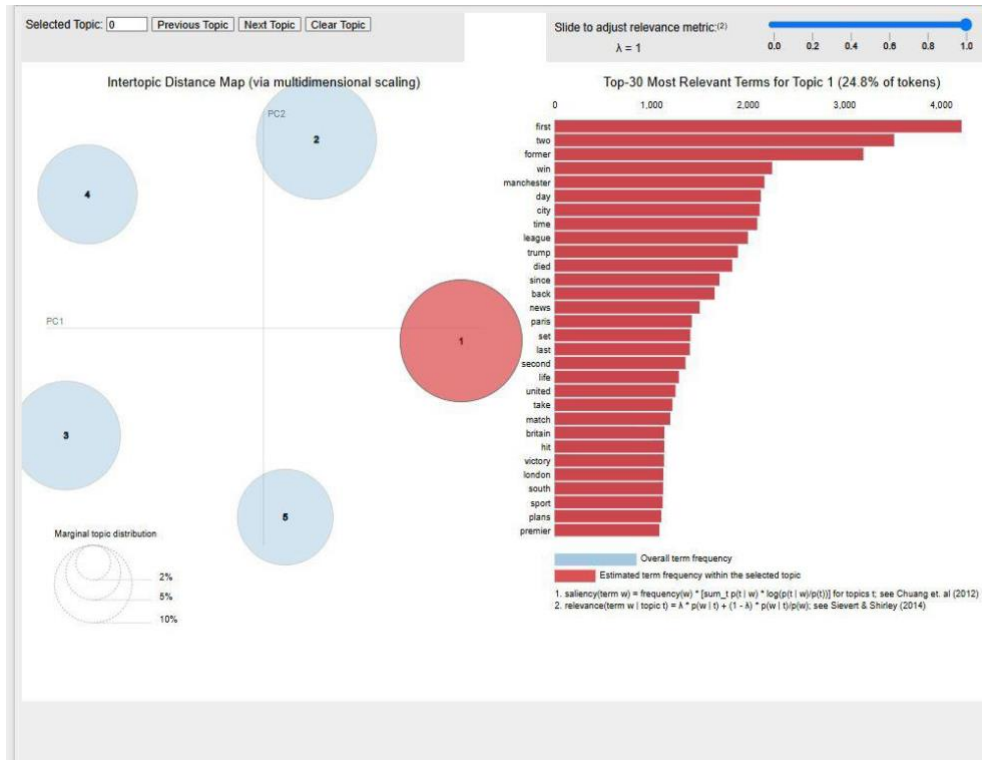 Selected Topic: 0 Previous Topic Next Topic Clear Topic
Slide to adjust relevance metric:(2)
λ = 1
0.0 0.2 0.4 0.6 0.8 1.0
Intertopic Distance Map (via multidimensional scaling)
PC2
PC1
2
4
1
3
5
Marginal topic distribution
2%
5%
10%
Top-30 Most Relevant Terms for Topic 1 (24.8% of tokens)
0 1,000 2,000 3,000 4,000
first
two
former
win
manchester
day
city
time
league
trump
died
since
back
news
paris
set
last
second
life
united
take
match
britain
hit
victory
london
south
sport
plans
premier
Overall term frequency
Estimated term frequency within the selected topic
1. saliency(term w) = frequency(w) * [sum_t p(t | w) * log(p(t | w)/p(t))] for topics t; see Chuang et. al (2012)
2. relevance(term w | topic t) = λ * p(w | t) + (1 - λ) * p(w | t)/p(w); see Sievert & Shirley (2014)